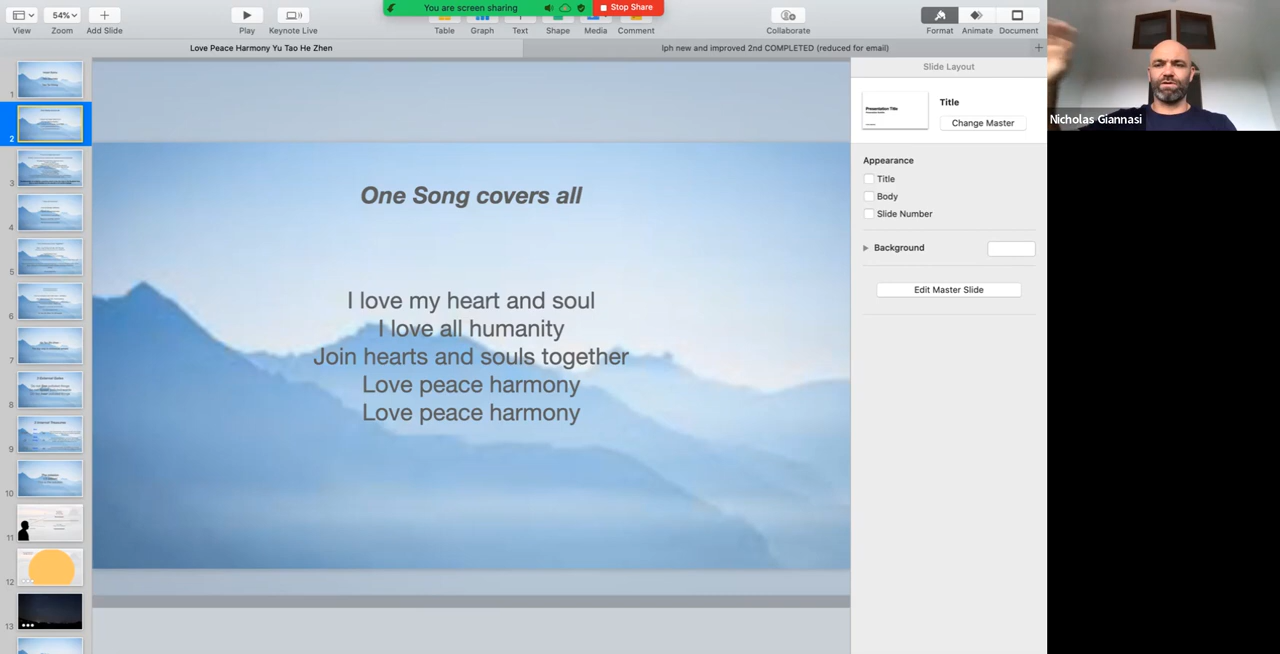 You are screen sharing
Stop Share
View
54%
Zoom
Add Slide
Play
Keynote Live
Table
Graph
Text
Shape
Media
Comment
Collaborate
Format
Animate
Document
Love Peace Harmony Yu Tao He Zhen
lph new and improved 2nd COMPLETED (reduced for email)
Slide Layout
Title
Change Master
Appearance
Title
Body
Slide Number
Background
Edit Master Slide
Nicholas Giannasi
One Song covers all
I love my heart and soul
I love all humanity
Join hearts and souls together
Love peace harmony
Love peace harmony
1
2
3
4
5
6
7
8
9
10
11
12
13